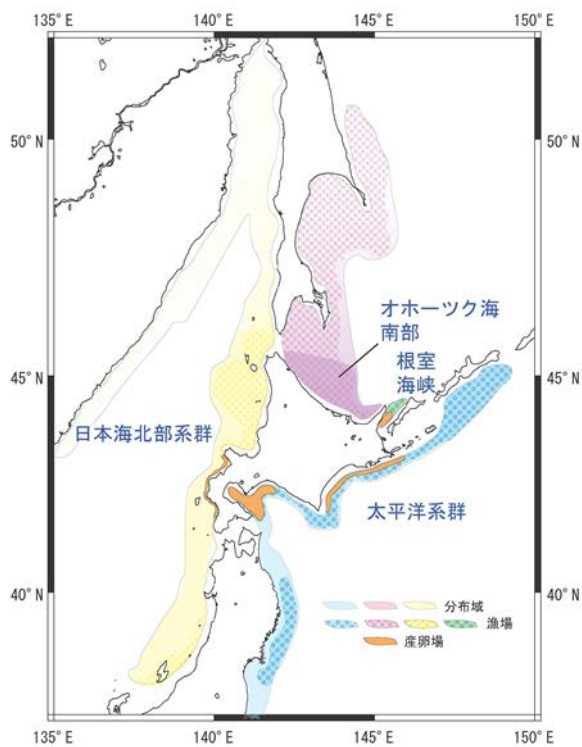 135° E
140° E
145° E
150° E
50° N
50° N
オホーツク海
南部
根室
海峡
45° N
45° N
日本海北部系群
太平洋系群
40° N
40° N
分布域
漁場
産卵場
135° E
140° E
145° E
150° E